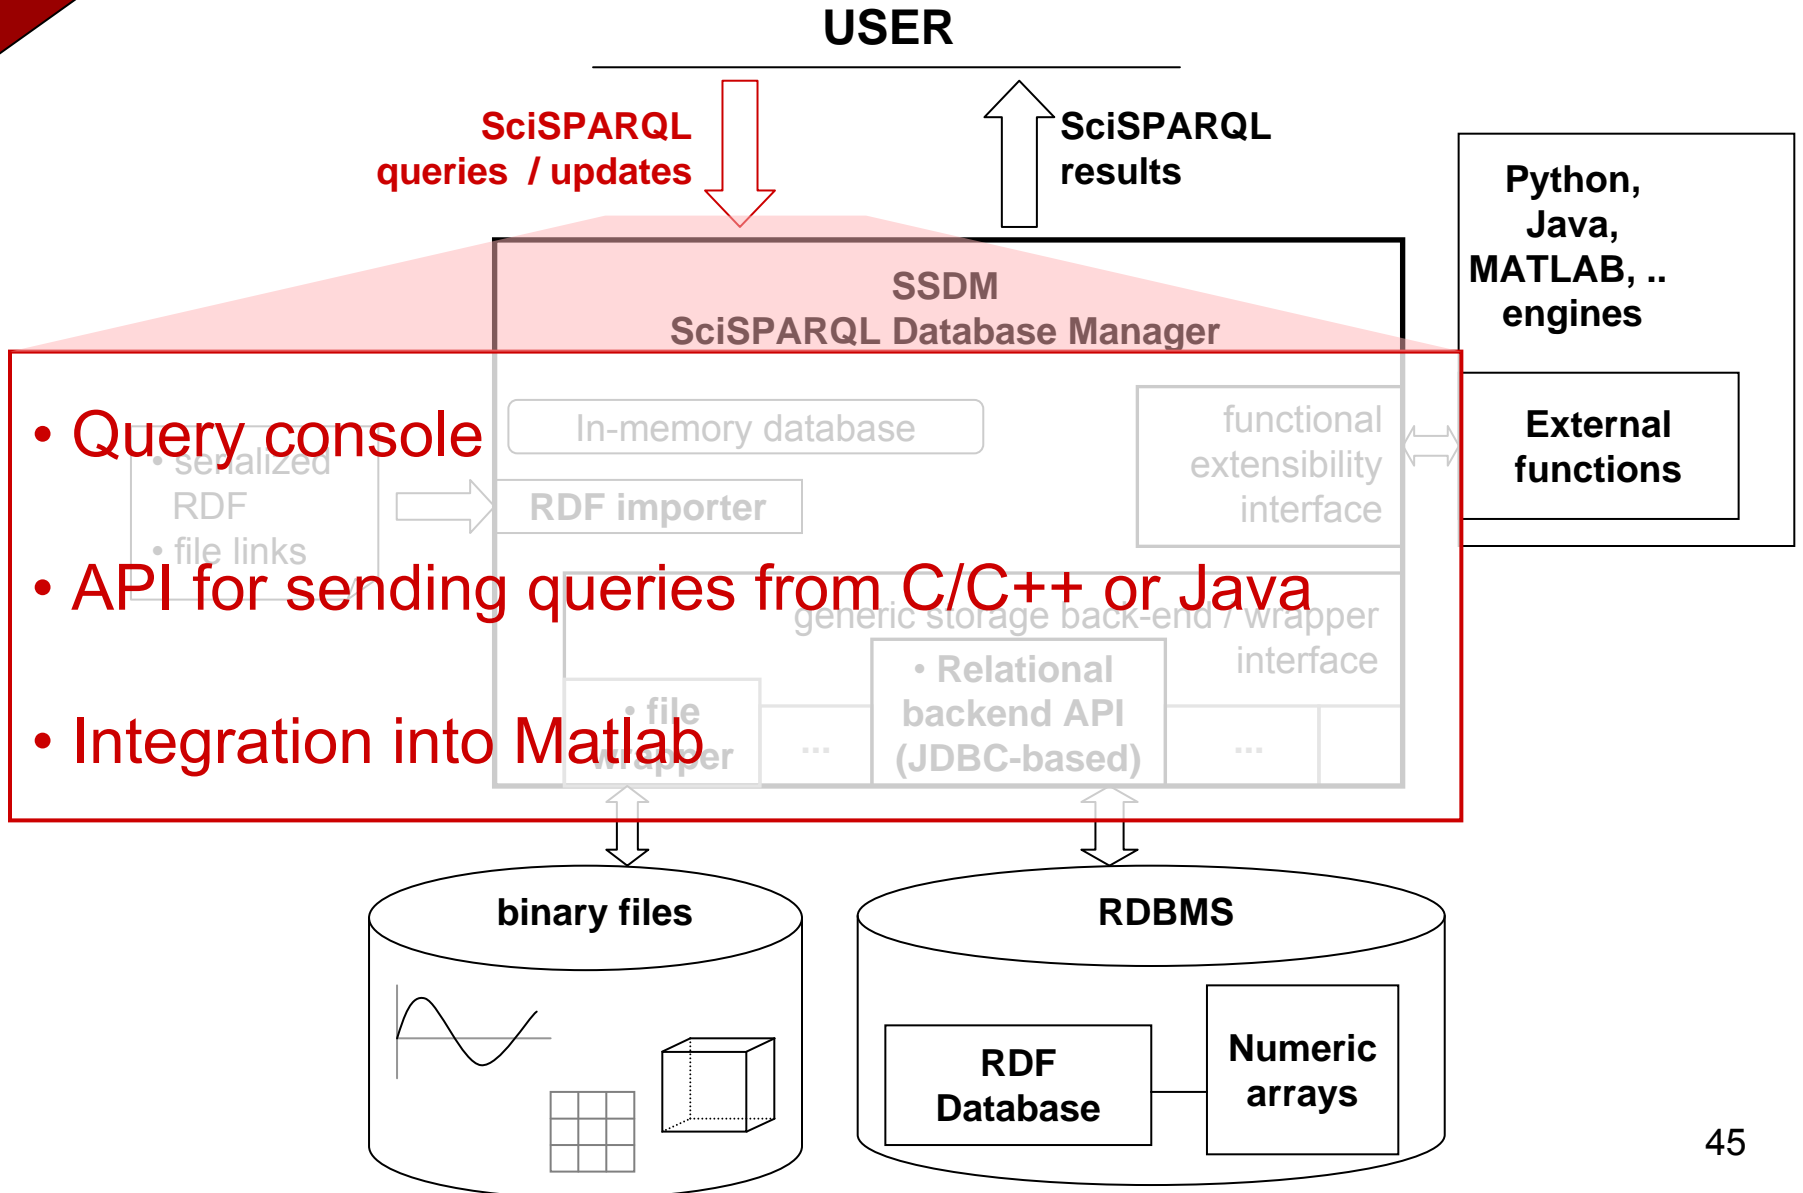 USER
SciSPARQL
queries / updates
SciSPARQL
results
Python,
Java,
MATLAB, ..
engines
External
functions
SSDM
SciSPARQL Database Manager
• Query console
• API for sending queries from C/C++ or Java
• Integration into Matlab
In-memory database
functional
extensibility
interface
• serialized
RDF
• file links
RDF importer
generic storage back-end / wrapper
interface
• file
wrapper
...
• Relational
backend API
(JDBC-based)
...
binary files
RDBMS
RDF
Database
Numeric
arrays
45